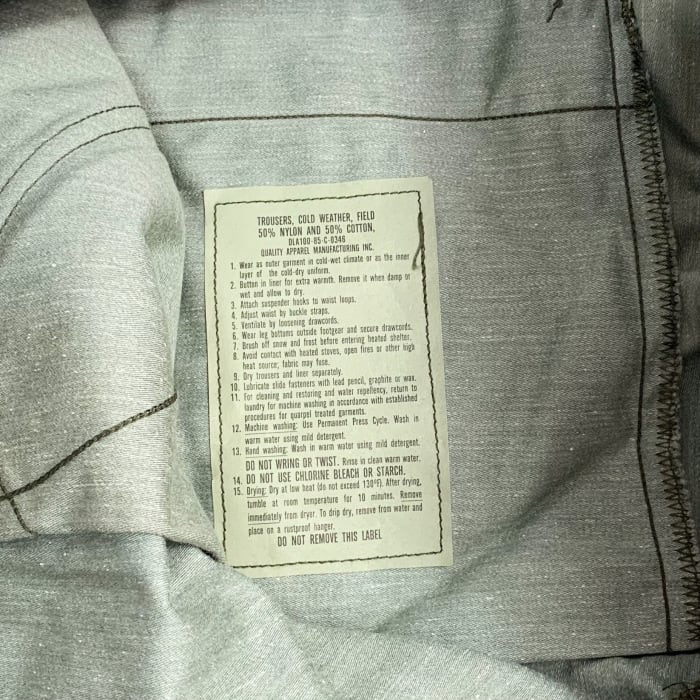 TROUSERS, COLD WEATHER, FIELD
50% NYLON AND 50% COTTON,
DLA100-85-C-0346
QUALITY APPAREL MANUFACTURING INC.
1. Wear as outer garment in cold-wet climate or as the inner
layer of the cold-dry uniform.
2. Button in liner for extra warmth. Remove it when damp or
wet and allow to dry.
3. Attach suspender hooks to waist loops.
4. Adjust waist by buckle straps.
5. Ventilate by loosening drawcords.
6. Wear leg bottoms outside footgear and secure drawcords.
7. Brush off snow and frost before entering heated shelter.
8. Avoid contact with heated stoves, open fires or other high
heat source; fabric may fuse.
9. Dry trousers and liner separately.
10. Lubricate slide fasteners with lead pencil, graphite or wax.
11. For cleaning and restoring and water repellency, return to
laundry for machine washing in accordance with established
procedures for quarpel treated garments.
12. Machine washing: Use Permanent Press Cycle. Wash in
warm water using mild detergent.
13. Hand washing: Wash in warm water using mild detergent.
DO NOT WRING OR TWIST. Rinse in clean warm water.
14. DO NOT USE CHLORINE BLEACH OR STARCH.
15. Drying: Dry at low heat (do not exceed 130°F). After drying,
tumble at room temperature for 10 minutes. Remove
immediately from dryer. To drip dry, remove from water and
place on a rustproof hanger.
DO NOT REMOVE THIS LABEL